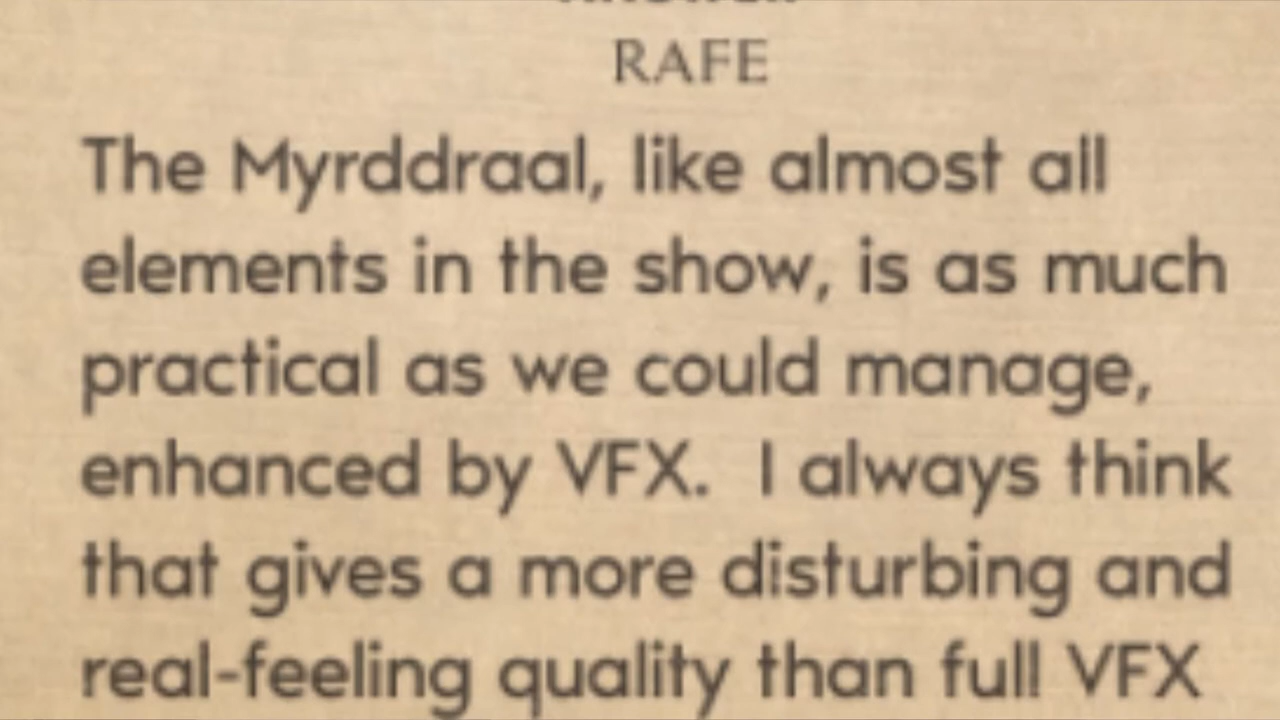 RAFE
The Myrddraal, like almost all
elements in the show, is as much
practical as we could manage,
enhanced by VFX.  I always think
that gives a more disturbing and
real-feeling quality than full VFX